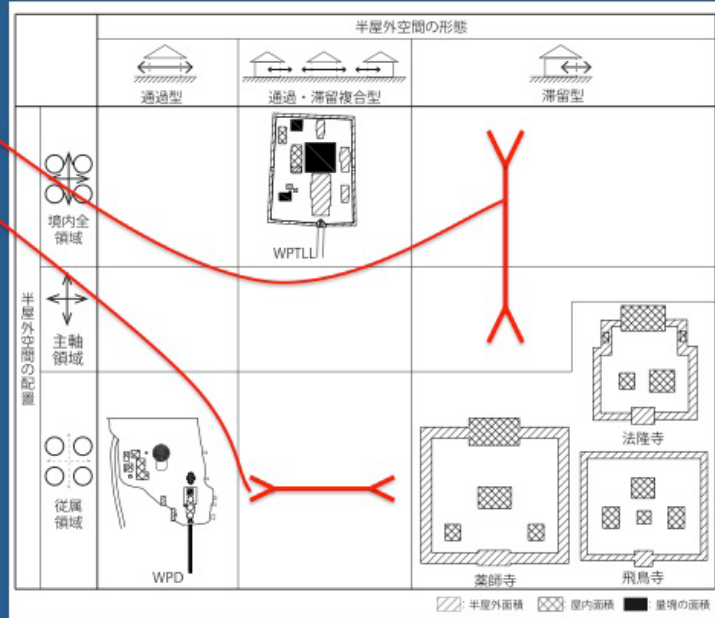 半屋外空間の形態
通過型
通過・滞留複合型
滞留型
半屋外空間の配置
境内全
領域
WPTLL
主軸
領域
法隆寺
従属
領域
WPD
薬師寺
飛鳥寺
:半屋外面積 :屋内面積 :量塊の面積